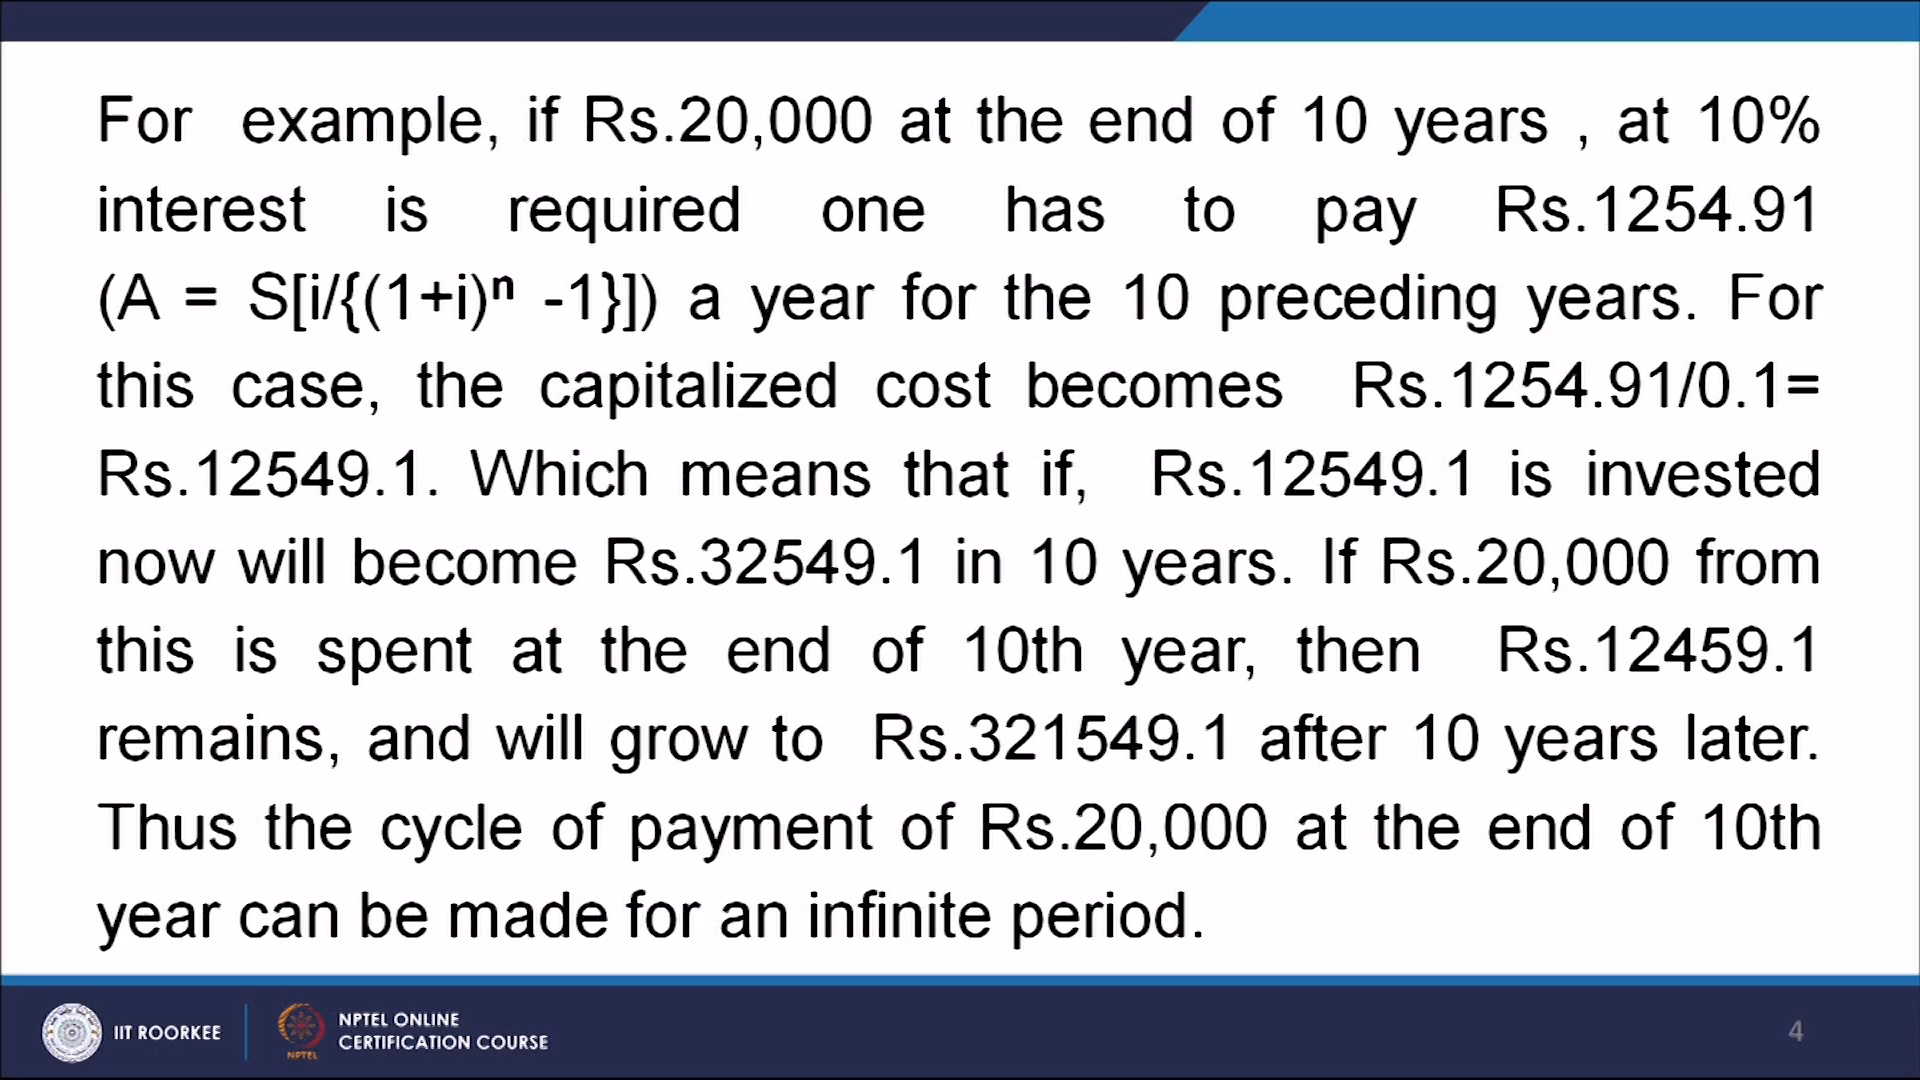 For example, if Rs.20,000 at the end of 10 years , at 10%
interest is required one has to pay Rs.1254.91
(A = S[i/{(1+i)ⁿ -1}]) a year for the 10 preceding years. For
this case, the capitalized cost becomes Rs.1254.91/0.1=
Rs.12549.1. Which means that if, Rs.12549.1 is invested
now will become Rs.32549.1 in 10 years. If Rs.20,000 from
this is spent at the end of 10th year, then Rs.12459.1
remains, and will grow to Rs.321549.1 after 10 years later.
Thus the cycle of payment of Rs.20,000 at the end of 10th
year can be made for an infinite period.
IIT ROORKEE
NPTEL
NPTEL ONLINE
CERTIFICATION COURSE
4